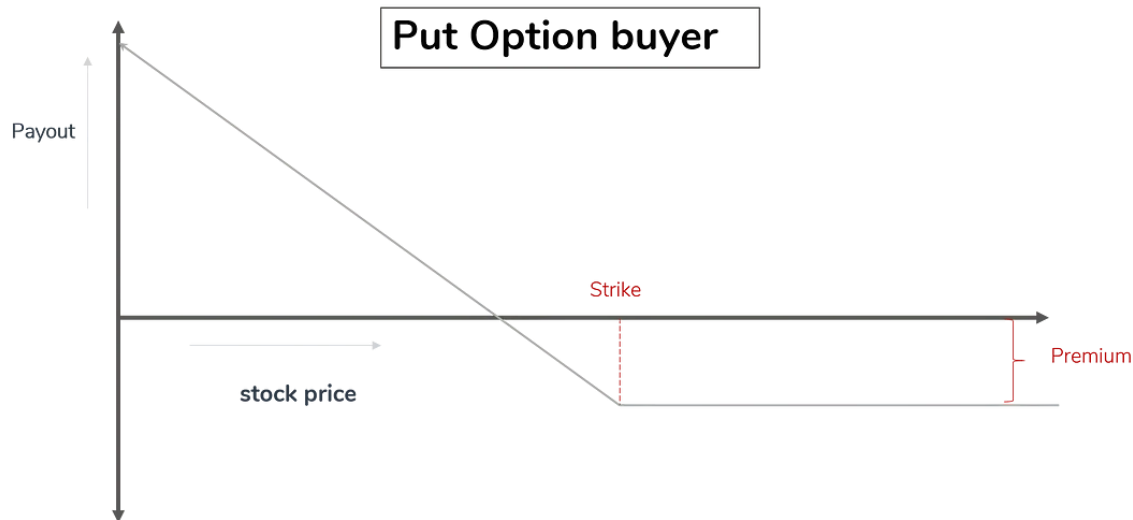 Put Option buyer
Payout
Strike
Premium
stock price